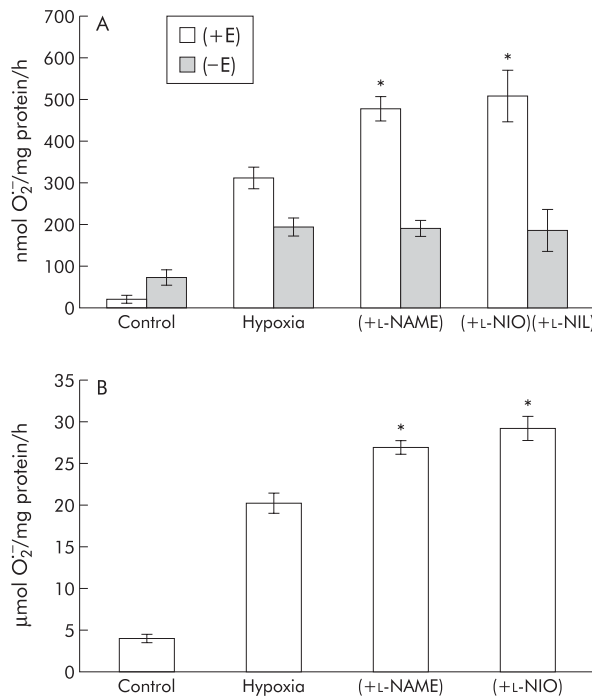 A
nmol O₂·⁻/mg protein/h
700
600
500
400
300
200
100
0
(+E)
(−E)
*
*
Control
Hypoxia
(+L-NAME)
(+L-NIO)(+L-NIL)
B
μmol O₂·⁻/mg protein/h
35
30
25
20
15
10
5
0
*
*
Control
Hypoxia
(+L-NAME)
(+L-NIO)